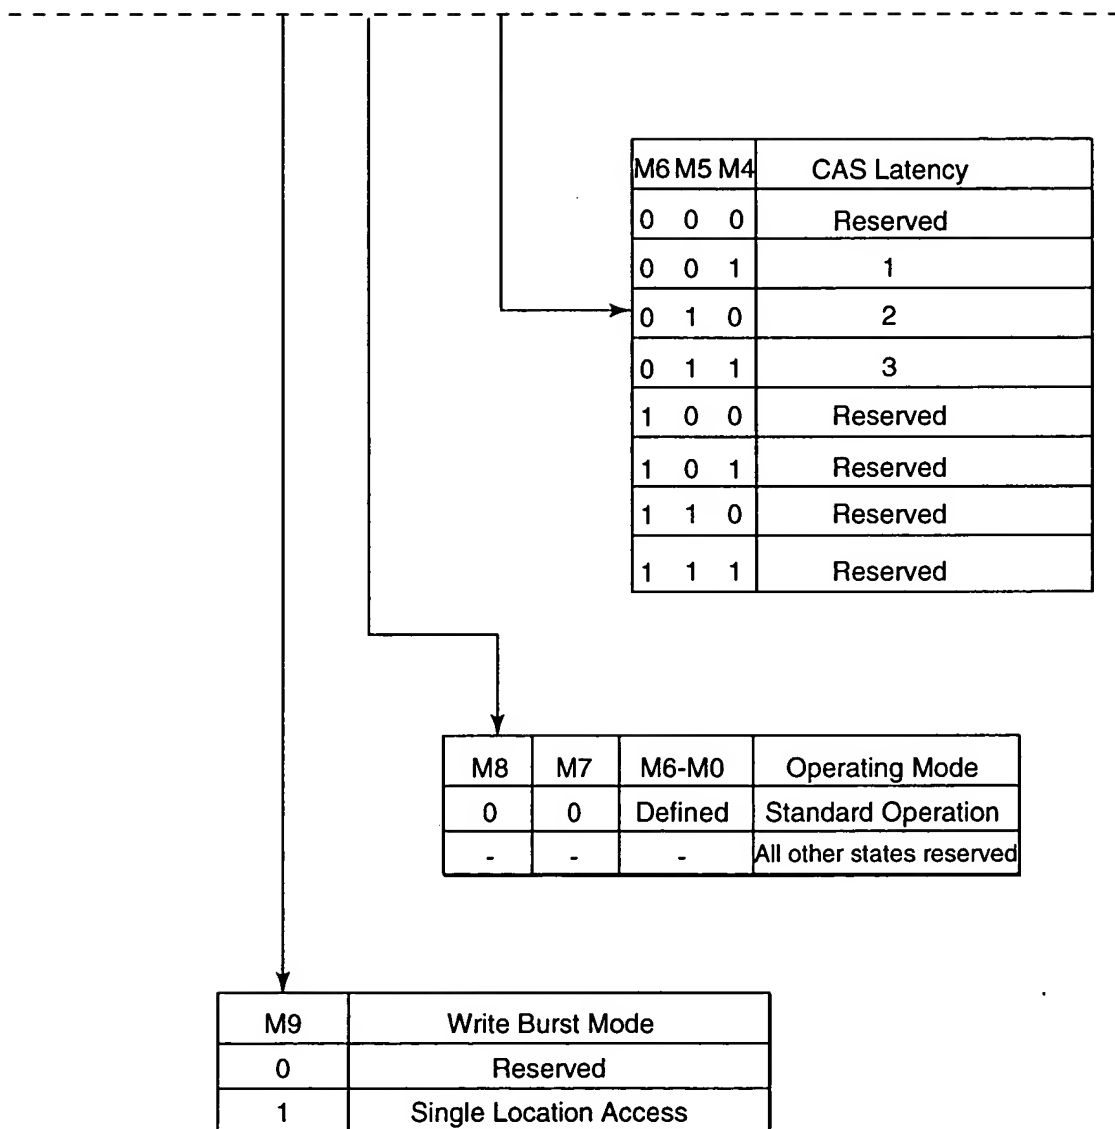 M6 M5 M4 CAS Latency
0 0 0 Reserved
0 0 1 1
0 1 0 2
0 1 1 3
1 0 0 Reserved
1 0 1 Reserved
1 1 0 Reserved
1 1 1 Reserved
M8 M7 M6-M0 Operating Mode
0 0 Defined Standard Operation
- - - All other states reserved
M9 Write Burst Mode
0 Reserved
1 Single Location Access